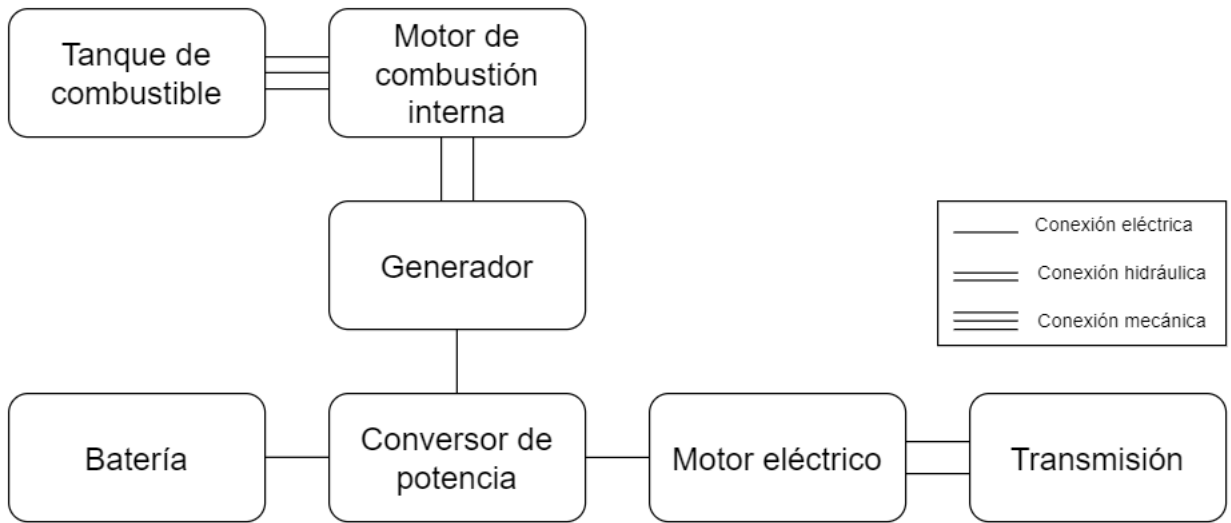 Tanque de
combustible
Motor de
combustión
interna
Generador
Conexión eléctrica
Conexión hidráulica
Conexión mecánica
Batería
Conversor de
potencia
Motor eléctrico
Transmisión